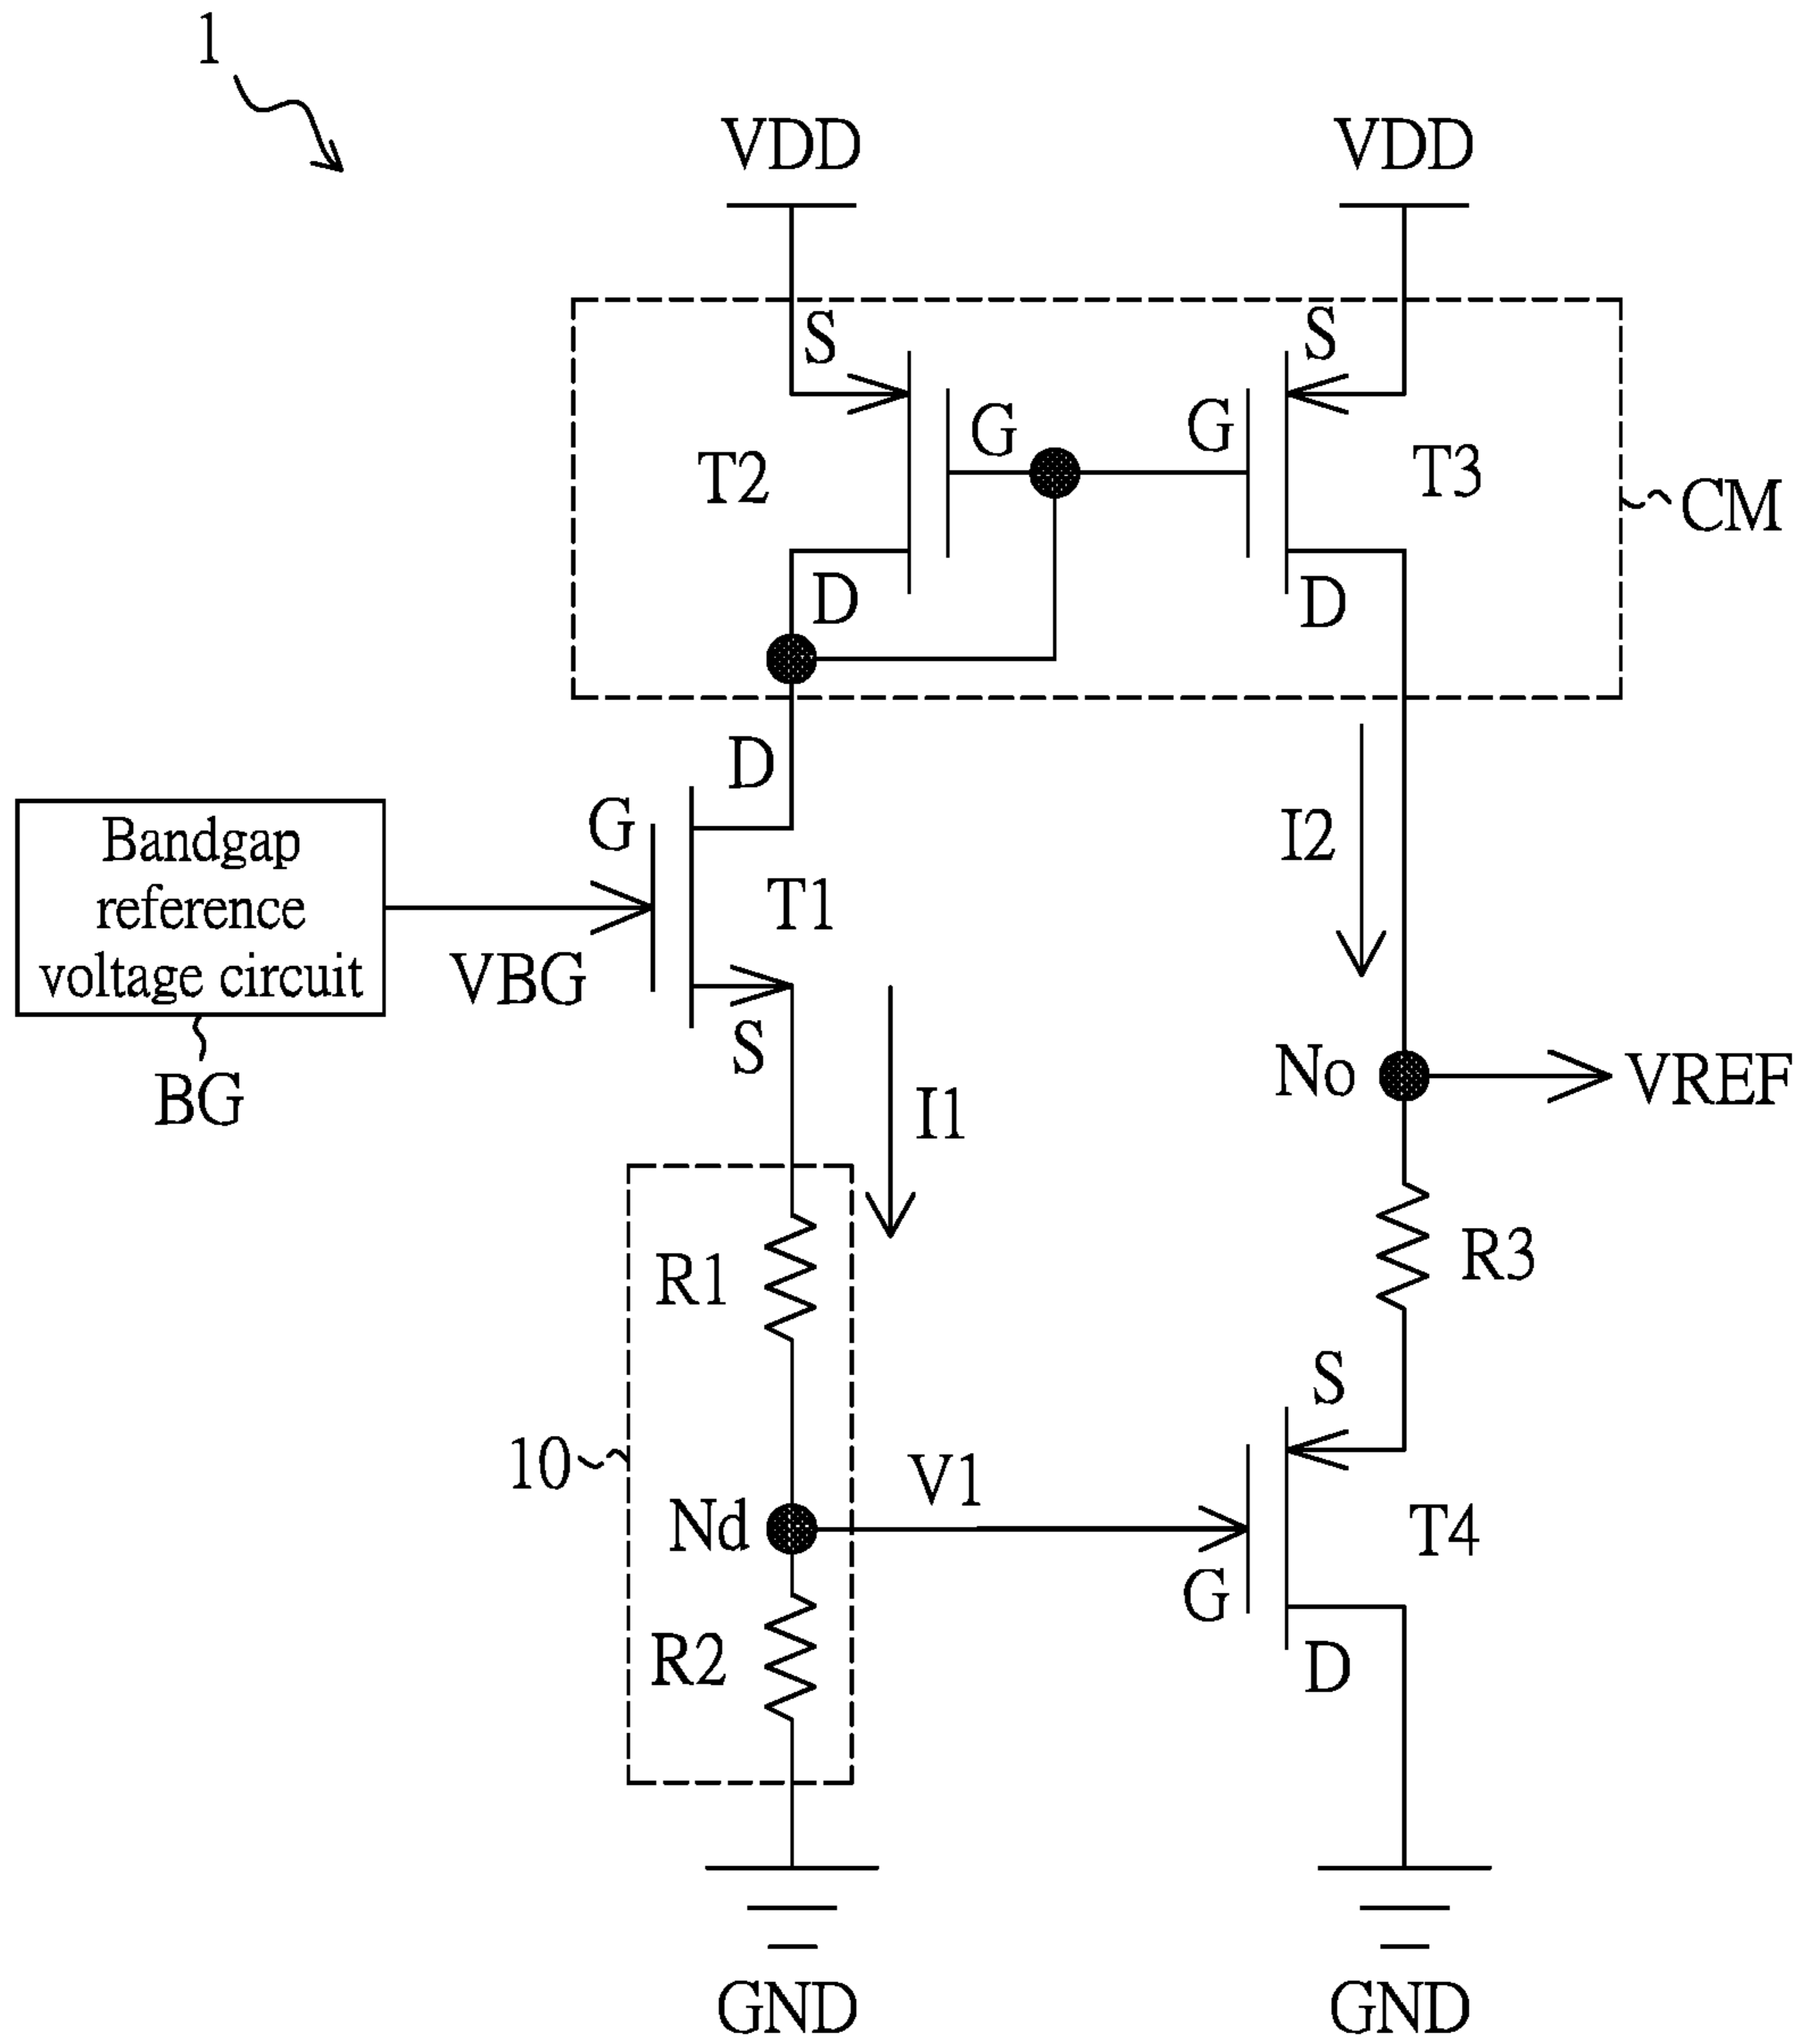 1
VDD
VDD
S
S
G
G
T2
T3
CM
D
D
D
G
Bandgap
reference
voltage circuit
T1
I2
VBG
S
BG
No
VREF
I1
R1
R3
S
10
V1
Nd
T4
G
R2
D
GND
GND